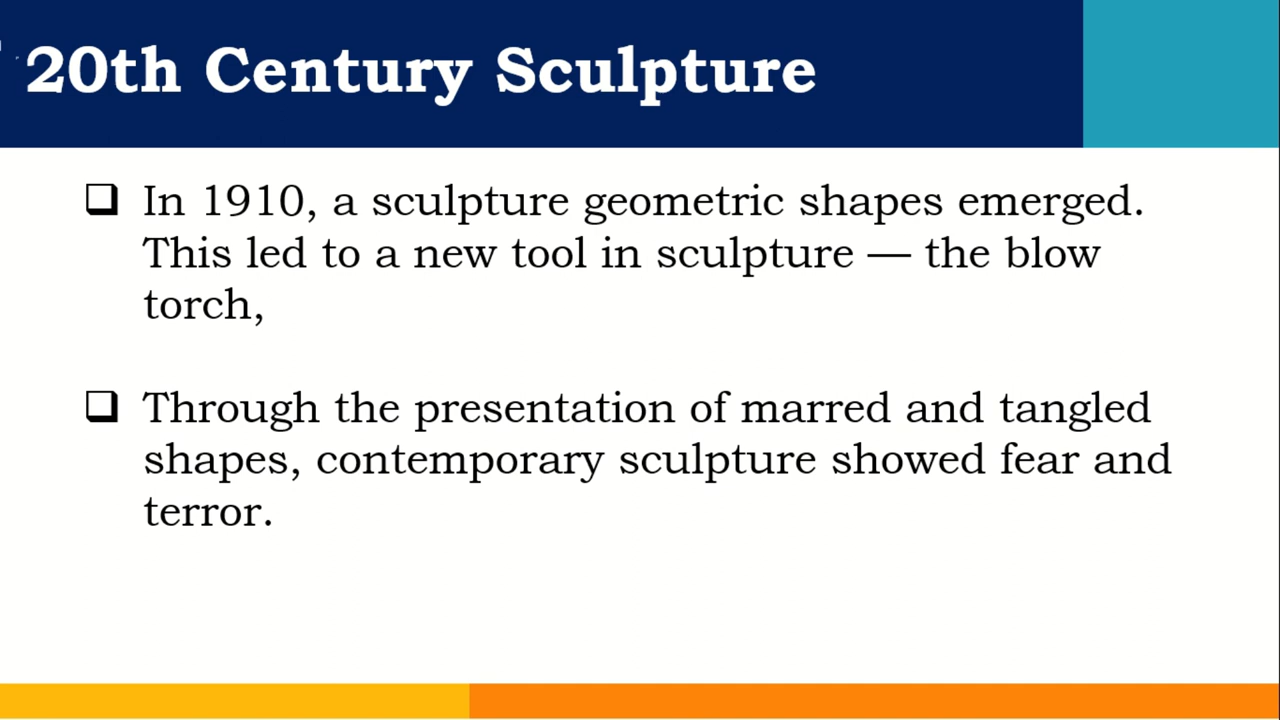 20th Century Sculpture
In 1910, a sculpture geometric shapes emerged.
This led to a new tool in sculpture — the blow
torch,
Through the presentation of marred and tangled
shapes, contemporary sculpture showed fear and
terror.